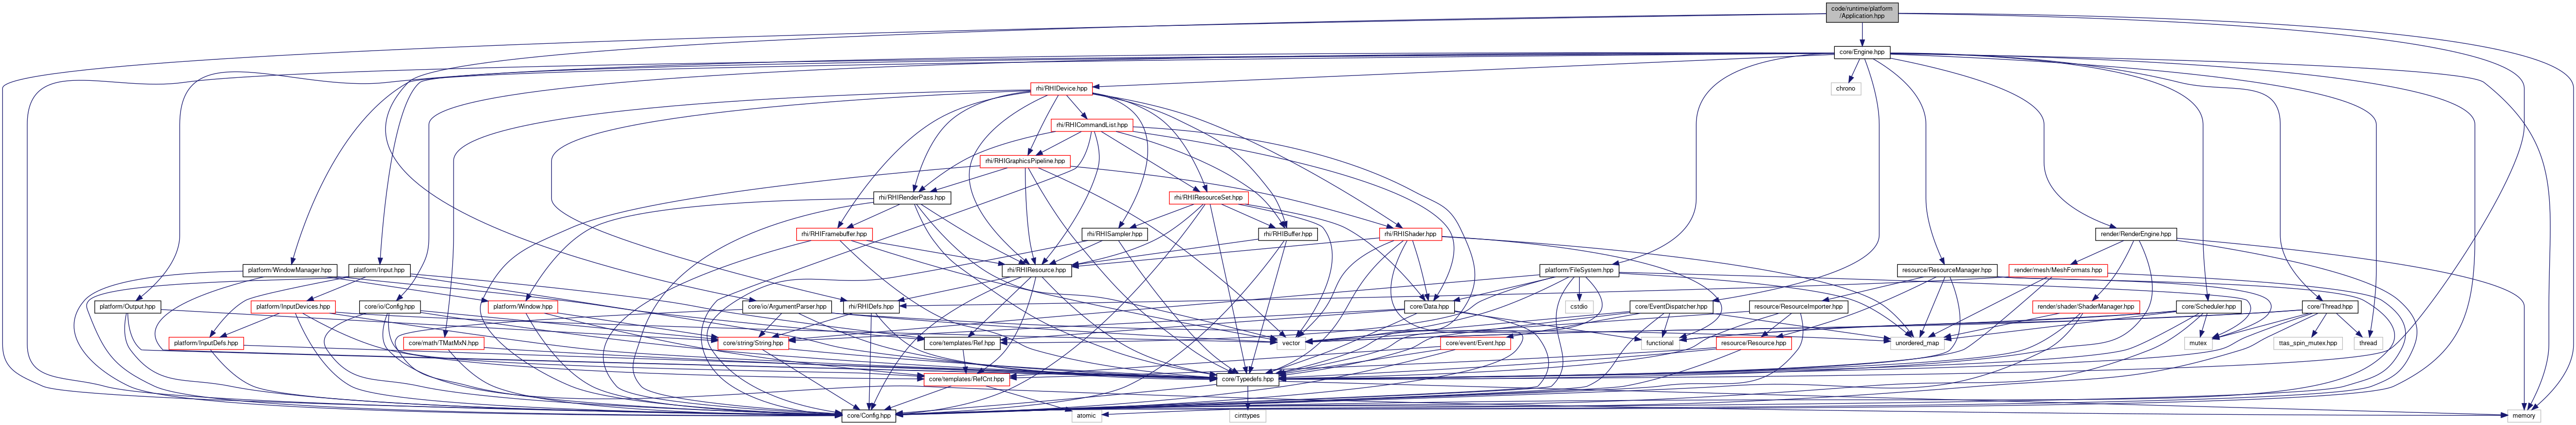 code/runtime/platform
/Application.hpp
core/Engine.hpp
rhi/RHIDevice.hpp
chrono
rhi/RHICommandList.hpp
rhi/RHIGraphicsPipeline.hpp
rhi/RHIRenderPass.hpp
rhi/RHIResourceSet.hpp
rhi/RHIFramebuffer.hpp
rhi/RHISampler.hpp
rhi/RHIBuffer.hpp
rhi/RHIShader.hpp
render/RenderEngine.hpp
platform/WindowManager.hpp
platform/Input.hpp
rhi/RHIResource.hpp
platform/FileSystem.hpp
resource/ResourceManager.hpp
render/mesh/MeshFormats.hpp
platform/Output.hpp
platform/InputDevices.hpp
core/io/Config.hpp
platform/Window.hpp
core/io/ArgumentParser.hpp
rhi/RHIDefs.hpp
core/Data.hpp
cstdio
core/EventDispatcher.hpp
resource/ResourceImporter.hpp
render/shader/ShaderManager.hpp
core/Scheduler.hpp
core/Thread.hpp
platform/InputDefs.hpp
core/math/TMatMxN.hpp
core/string/String.hpp
core/templates/Ref.hpp
vector
core/event/Event.hpp
functional
resource/Resource.hpp
unordered_map
mutex
ttas_spin_mutex.hpp
thread
core/templates/RefCnt.hpp
core/Typedefs.hpp
core/Config.hpp
atomic
cinttypes
memory